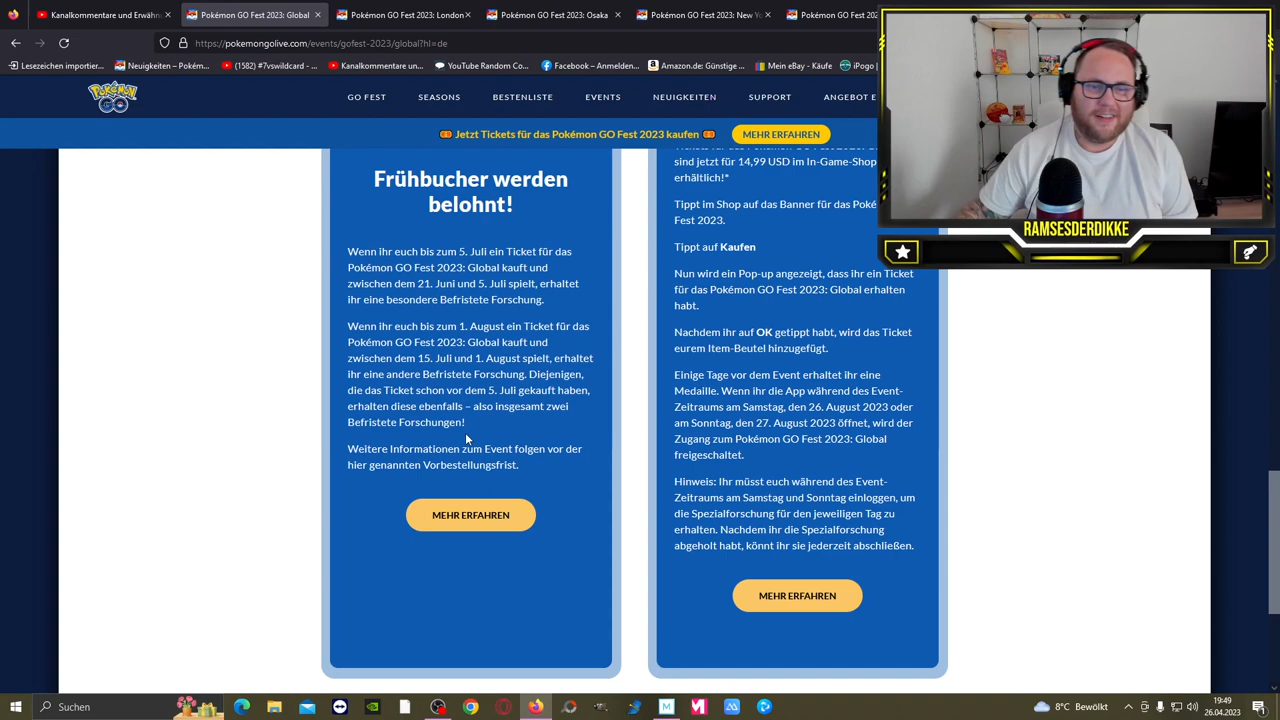 Kanalkommentare und Erwähn
Pokémon GO Fest 2023: Global
Pokémon GO Fest 2023: London
Pokémon GO Fest 2023: Osaka
Pokémon GO Fest 2023: New
Pokémon GO Fest 202
https://pokemongolive.com/events/gofest-2023/global?hl=de
Lesezeichen importier...
Neuigkeiten – Pokém...
(1582) #7vswildcard - ...
Kanalkommentare un...
YouTube Random Co...
Facebook – Anmelden...
Amazon.de: Günstige ...
Mein eBay - Käufe
iPogo |
Pokémon GO
GO FEST
SEASONS
BESTENLISTE
EVENTS
NEUIGKEITEN
SUPPORT
ANGEBOT E
Jetzt Tickets für das Pokémon GO Fest 2023 kaufen
MEHR ERFAHREN
Frühbucher werden
belohnt!
Wenn ihr euch bis zum 5. Juli ein Ticket für das
Pokémon GO Fest 2023: Global kauft und
zwischen dem 21. Juni und 5. Juli spielt, erhaltet
ihr eine besondere Befristete Forschung.
Wenn ihr euch bis zum 1. August ein Ticket für das
Pokémon GO Fest 2023: Global kauft und
zwischen dem 15. Juli und 1. August spielt, erhaltet
ihr eine andere Befristete Forschung. Diejenigen,
die das Ticket schon vor dem 5. Juli gekauft haben,
erhalten diese ebenfalls – also insgesamt zwei
Befristete Forschungen!
Weitere Informationen zum Event folgen vor der
hier genannten Vorbestellungsfrist.
MEHR ERFAHREN
sind jetzt für 14,99 USD im In-Game-Shop
erhältlich!*
Tippt im Shop auf das Banner für das Poké
Fest 2023.
Tippt auf Kaufen
Nun wird ein Pop-up angezeigt, dass ihr ein Ticket
für das Pokémon GO Fest 2023: Global erhalten
habt.
Nachdem ihr auf OK getippt habt, wird das Ticket
eurem Item-Beutel hinzugefügt.
Einige Tage vor dem Event erhaltet ihr eine
Medaille. Wenn ihr die App während des Event-
Zeitraums am Samstag, den 26. August 2023 oder
am Sonntag, den 27. August 2023 öffnet, wird der
Zugang zum Pokémon GO Fest 2023: Global
freigeschaltet.
Hinweis: Ihr müsst euch während des Event-
Zeitraums am Samstag und Sonntag einloggen, um
die Spezialforschung für den jeweiligen Tag zu
erhalten. Nachdem ihr die Spezialforschung
abgeholt habt, könnt ihr sie jederzeit abschließen.
MEHR ERFAHREN
RAMSESDERDIKKE
Suchen
8°C Bewölkt
19:49
26.04.2023